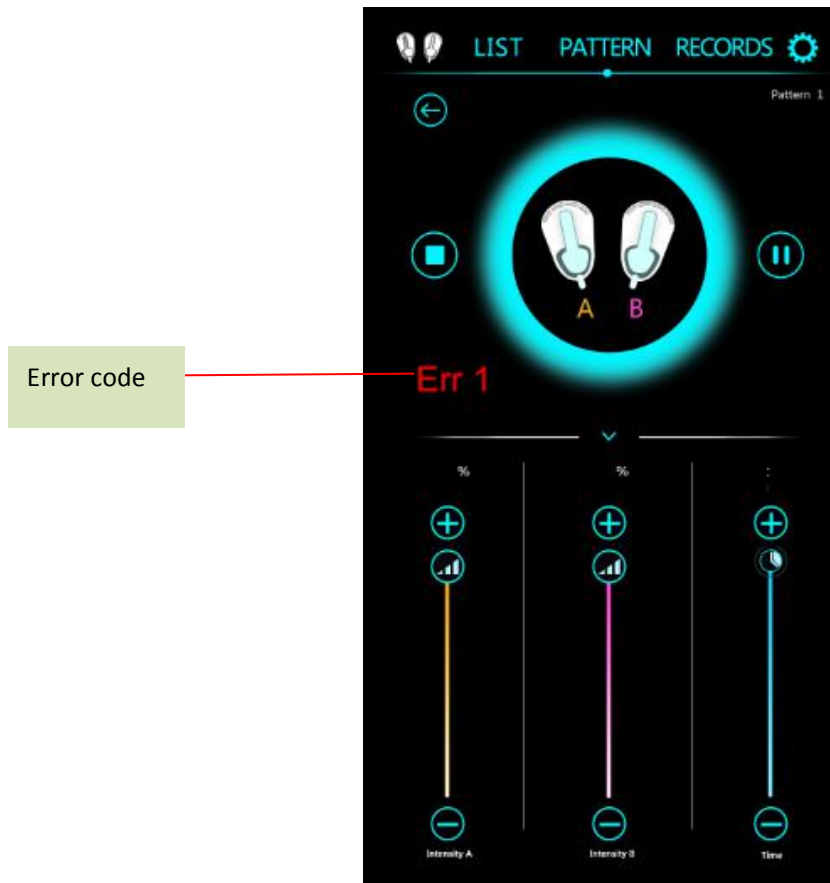 LIST PATTERN RECORDS
Pattern 1
A B
Error code
Err 1
% % :
Intensity A Intensity B Time